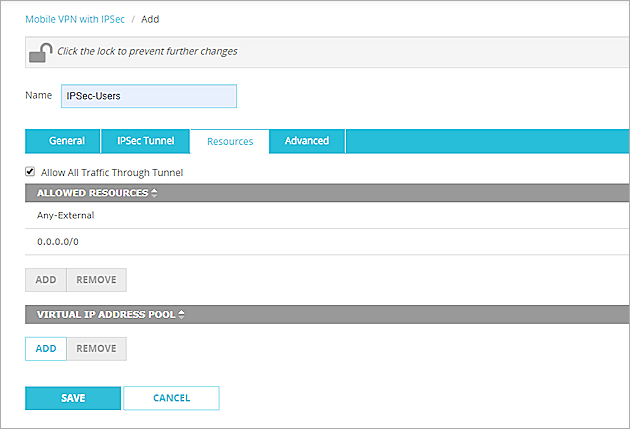 Mobile VPN with IPSec / Add
Click the lock to prevent further changes
Name IPSec-Users
General IPSec Tunnel Resources Advanced
Allow All Traffic Through Tunnel
ALLOWED RESOURCES
Any-External
0.0.0.0/0
ADD REMOVE
VIRTUAL IP ADDRESS POOL
ADD REMOVE
SAVE CANCEL